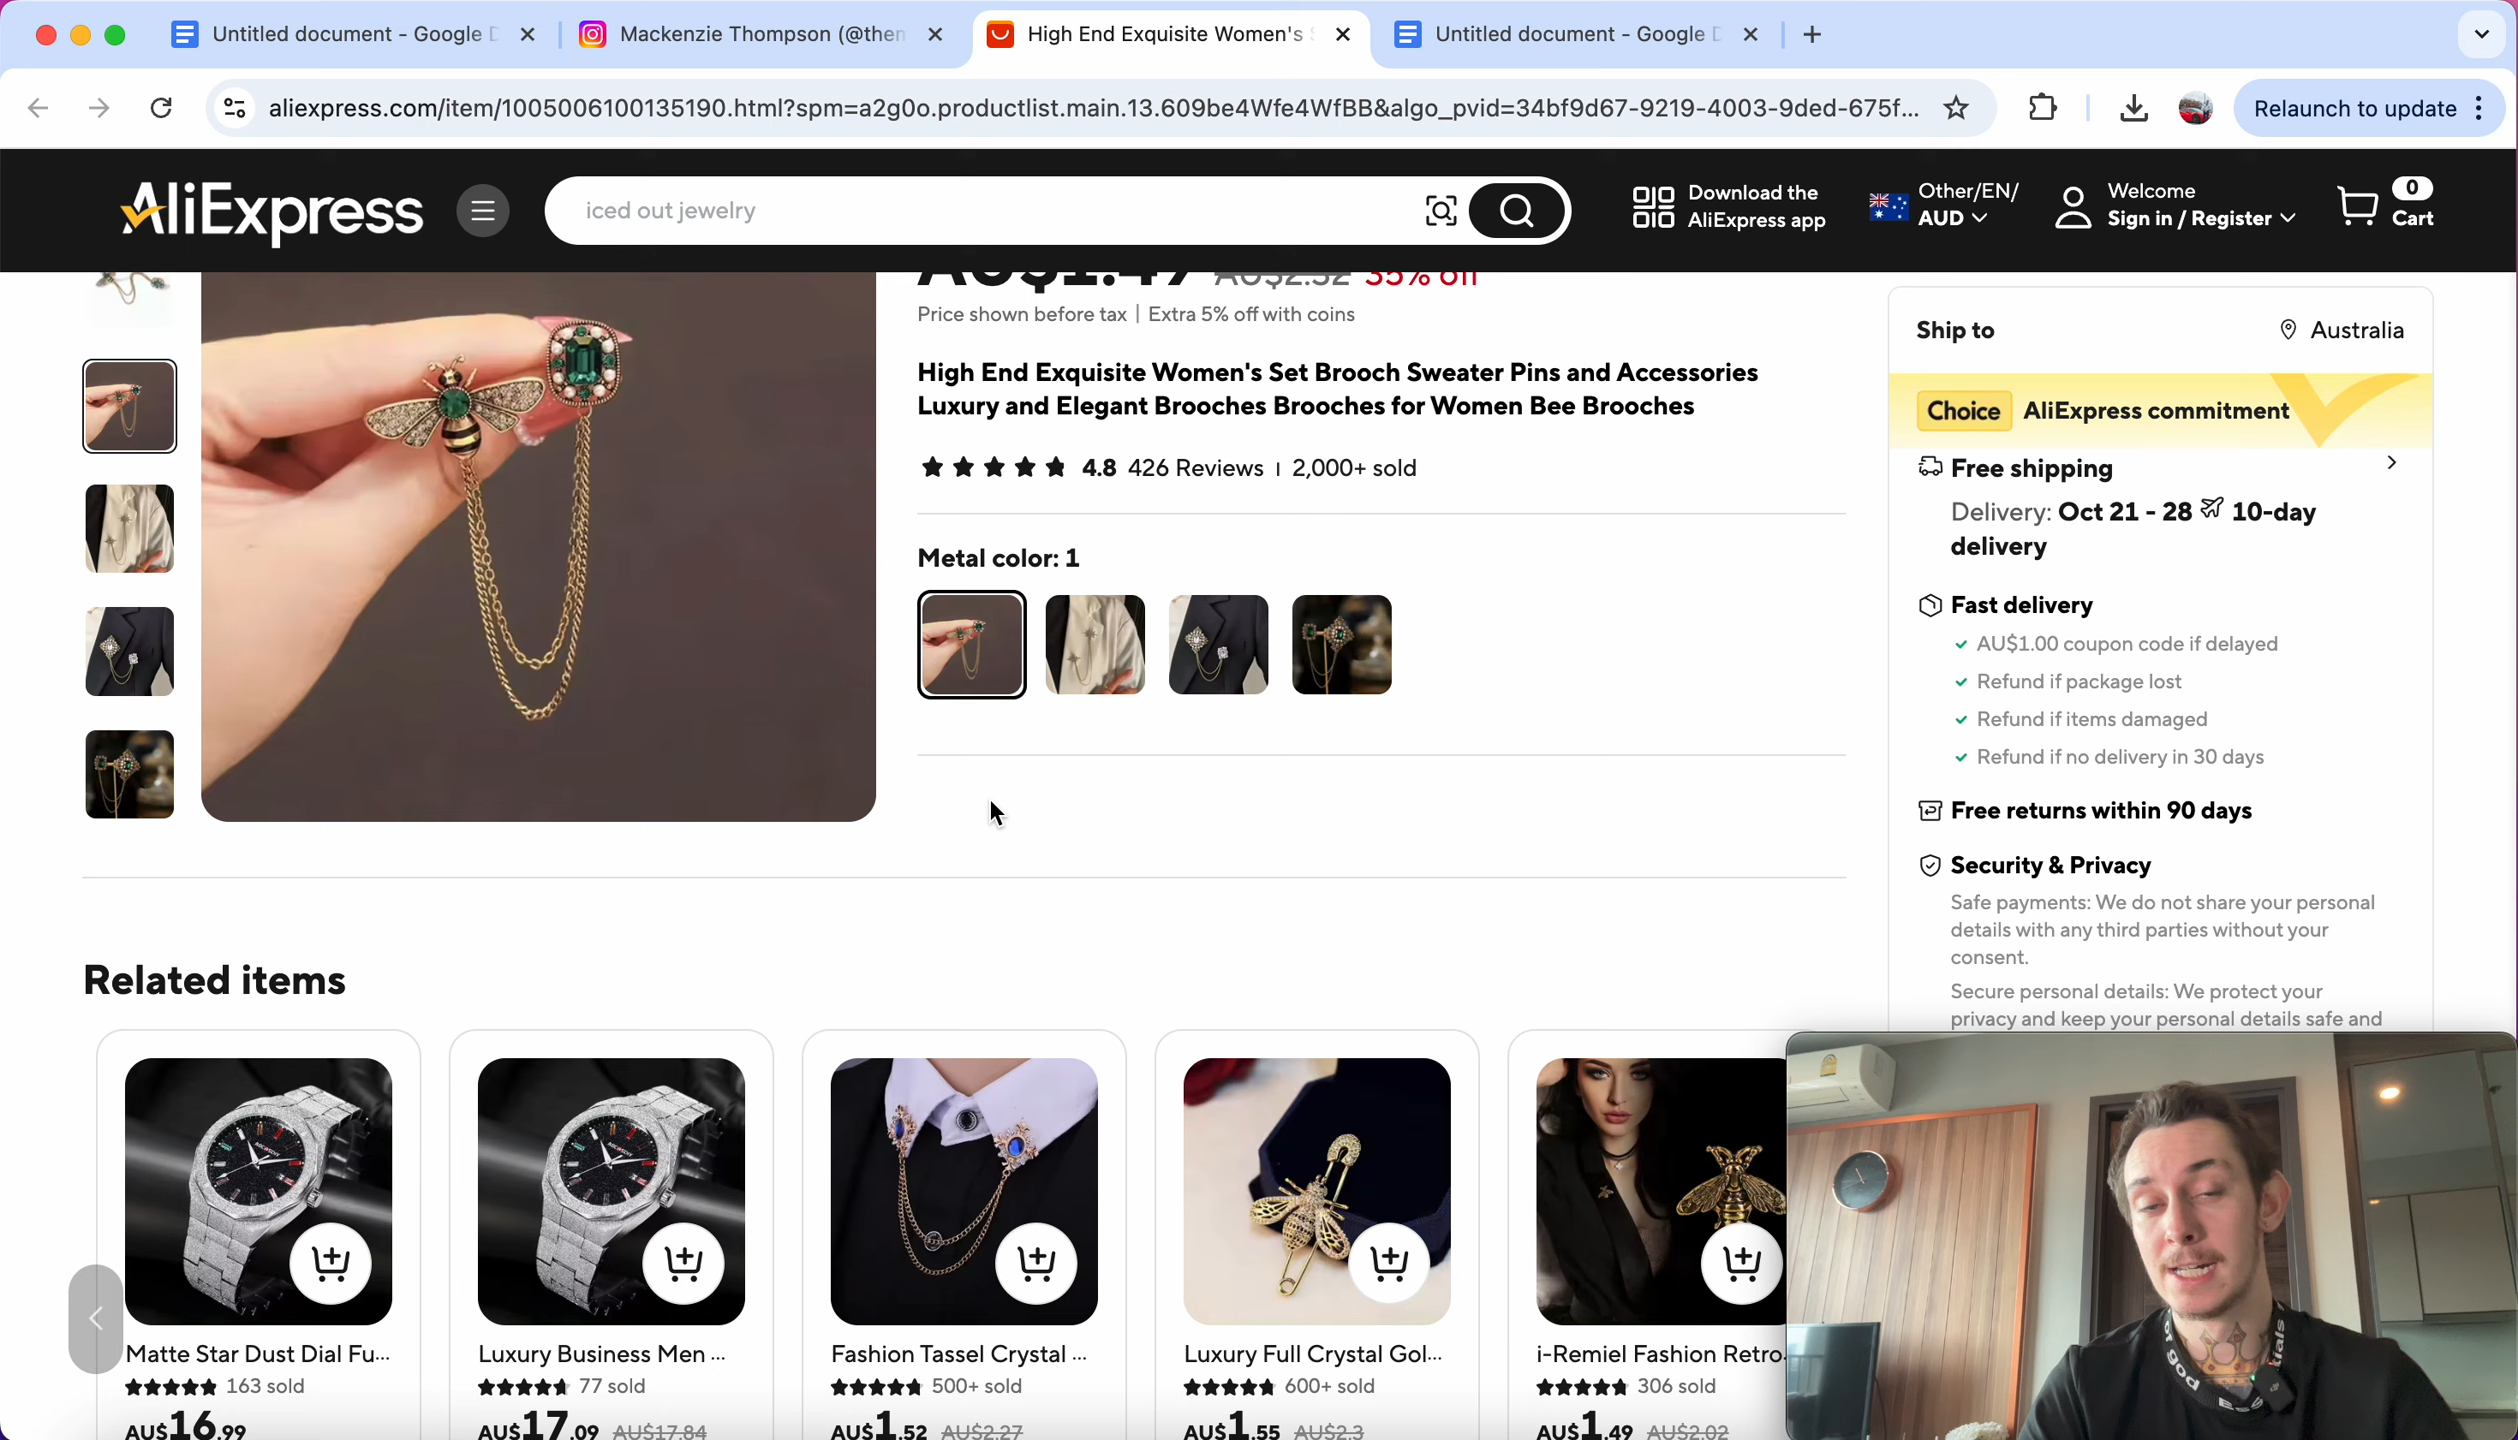 Untitled document - Google D
Mackenzie Thompson (@them
High End Exquisite Women's S
Untitled document - Google D
aliexpress.com/item/1005006100135190.html?spm=a2g0o.productlist.main.13.609be4Wfe4WfBB&algo_pvid=34bf9d67-9219-4003-9ded-675f...
Relaunch to update
AliExpress
iced out jewelry
Download the
AliExpress app
Other/EN/
AUD
Welcome
Sign in / Register
0
Cart
AU$1.49 AU$2.32 35% off
Price shown before tax | Extra 5% off with coins
High End Exquisite Women's Set Brooch Sweater Pins and Accessories
Luxury and Elegant Brooches Brooches for Women Bee Brooches
4.8 426 Reviews | 2,000+ sold
Metal color: 1
Ship to
Australia
Choice AliExpress commitment
Free shipping
Delivery: Oct 21 - 28 10-day
delivery
Fast delivery
AU$1.00 coupon code if delayed
Refund if package lost
Refund if items damaged
Refund if no delivery in 30 days
Free returns within 90 days
Security & Privacy
Safe payments: We do not share your personal
details with any third parties without your
consent.
Secure personal details: We protect your
privacy and keep your personal details safe and
Related items
Matte Star Dust Dial Fu...
163 sold
AU$16.99
Luxury Business Men ...
77 sold
AU$17.09 AU$17.84
Fashion Tassel Crystal ...
500+ sold
AU$1.52 AU$2.27
Luxury Full Crystal Gol...
600+ sold
AU$1.55 AU$2.3
i-Remiel Fashion Retro
306 sold
AU$1.49 AU$2.02